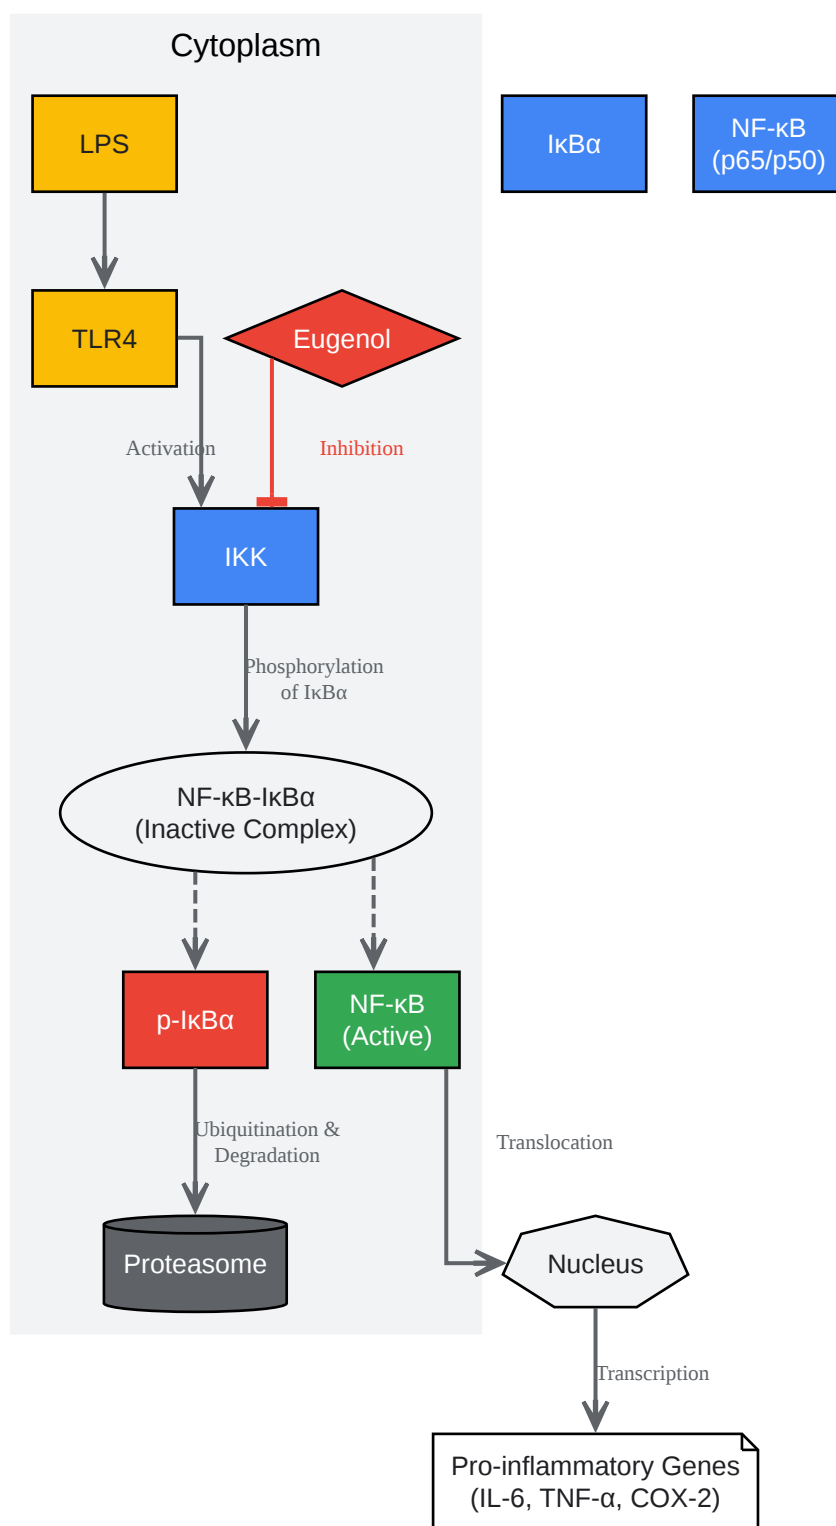 Cytoplasm
LPS
IκBα
NF-κB
(p65/p50)
TLR4
Eugenol
Activation
Inhibition
IKK
Phosphorylation
of IκBα
NF-κB-IκBα
(Inactive Complex)
p-IκBα
NF-κB
(Active)
Ubiquitination &
Degradation
Translocation
Proteasome
Nucleus
Transcription
Pro-inflammatory Genes
(IL-6, TNF-α, COX-2)